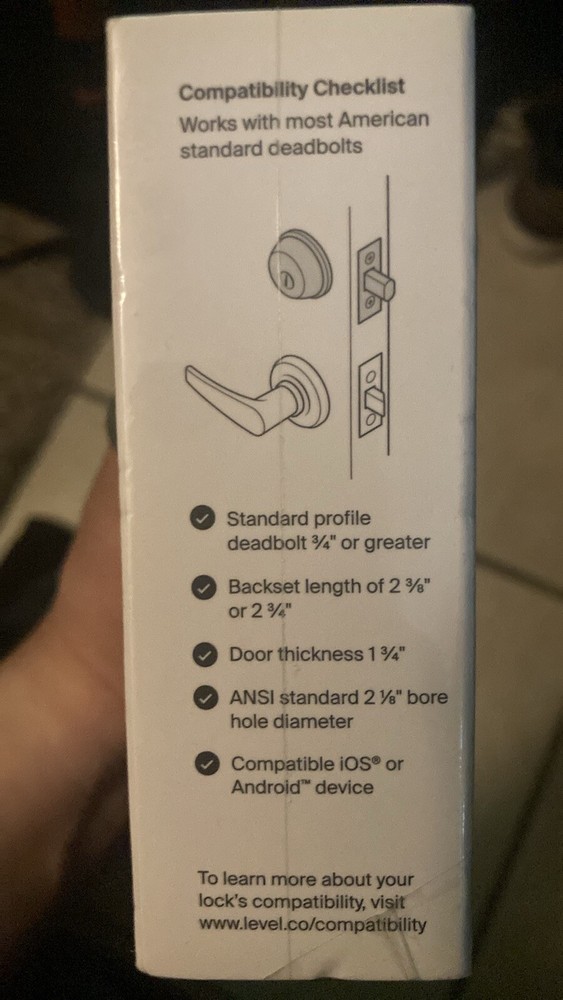 Compatibility Checklist
Works with most American
standard deadbolts
Standard profile
deadbolt ¾" or greater
Backset length of 2 ⅜"
or 2 ¾"
Door thickness 1 ¾"
ANSI standard 2 ⅛" bore
hole diameter
Compatible iOS® or
Android™ device
To learn more about your
lock's compatibility, visit
www.level.co/compatibility